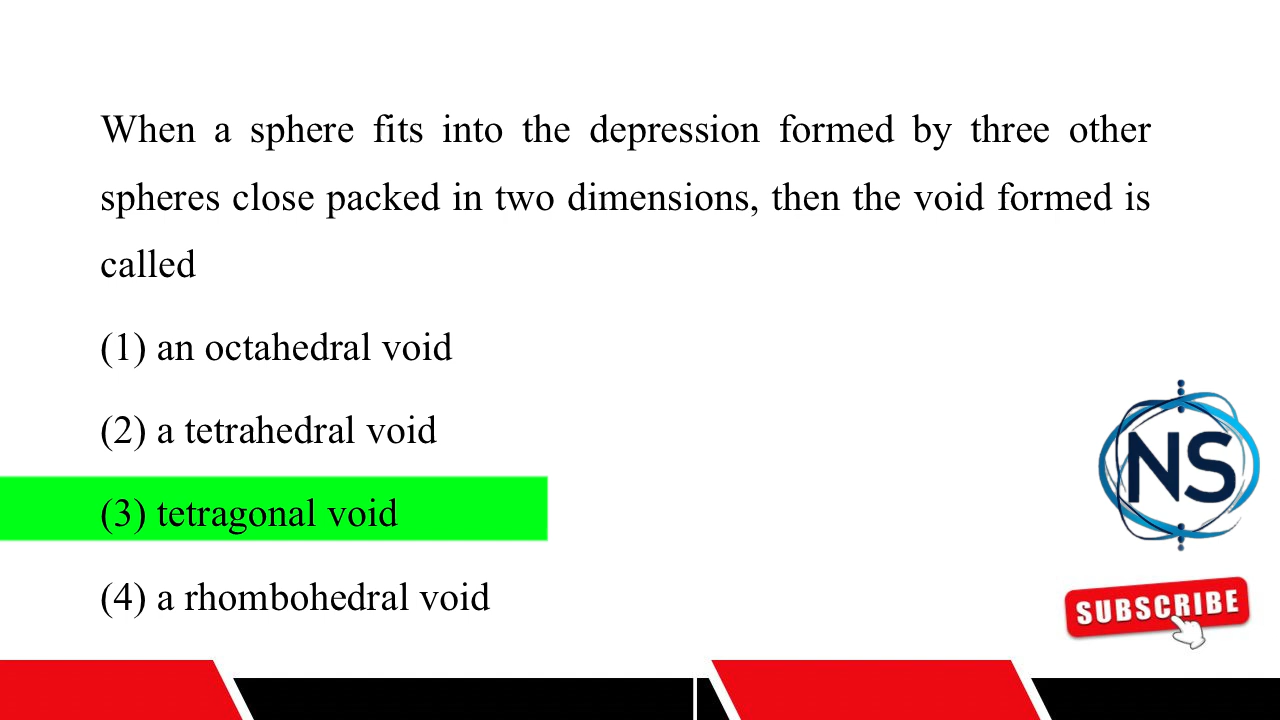 When a sphere fits into the depression formed by three other
spheres close packed in two dimensions, then the void formed is
called
(1) an octahedral void
(2) a tetrahedral void
(3) tetragonal void
(4) a rhombohedral void
NS
SUBSCRIBE